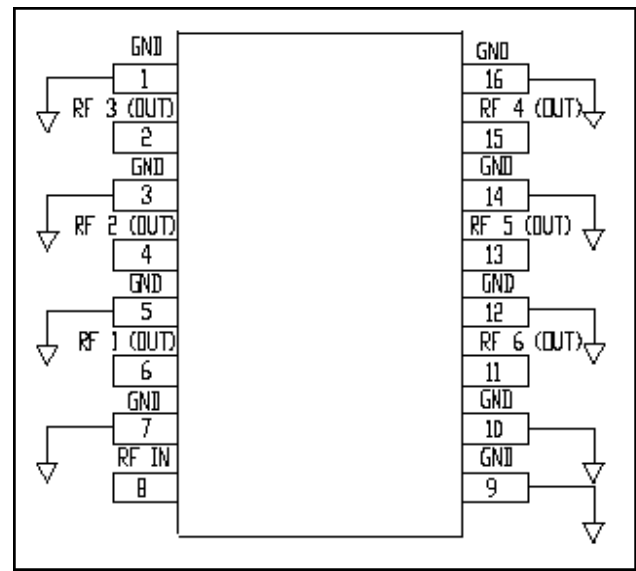 GND
1
RF 3 (OUT)
2
GND
3
RF 2 (OUT)
4
GND
5
RF 1 (OUT)
6
GND
7
RF IN
8
GND
16
RF 4 (OUT)
15
GND
14
RF 5 (OUT)
13
GND
12
RF 6 (OUT)
11
GND
10
GND
9